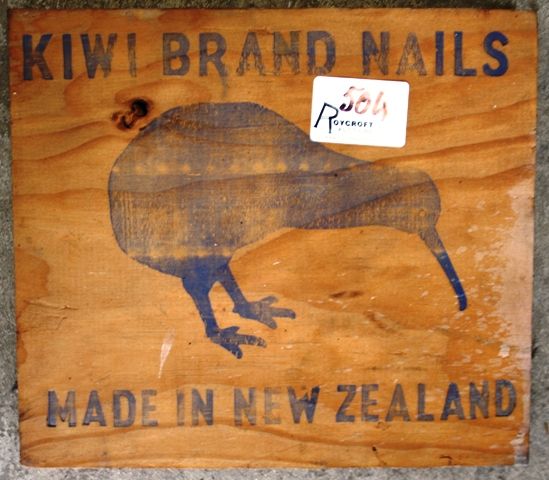 KIWI BRAND NAILS
504
ROYCROFT
MADE IN NEW ZEALAND